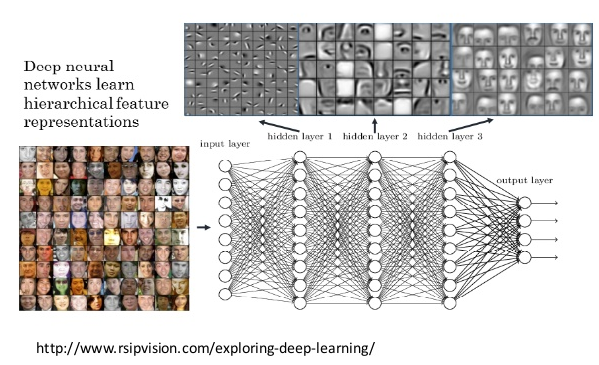 Deep neural
networks learn
hierarchical feature
representations
hidden layer 1 hidden layer 2 hidden layer 3
input layer
output layer
http://www.rsipvision.com/exploring-deep-learning/